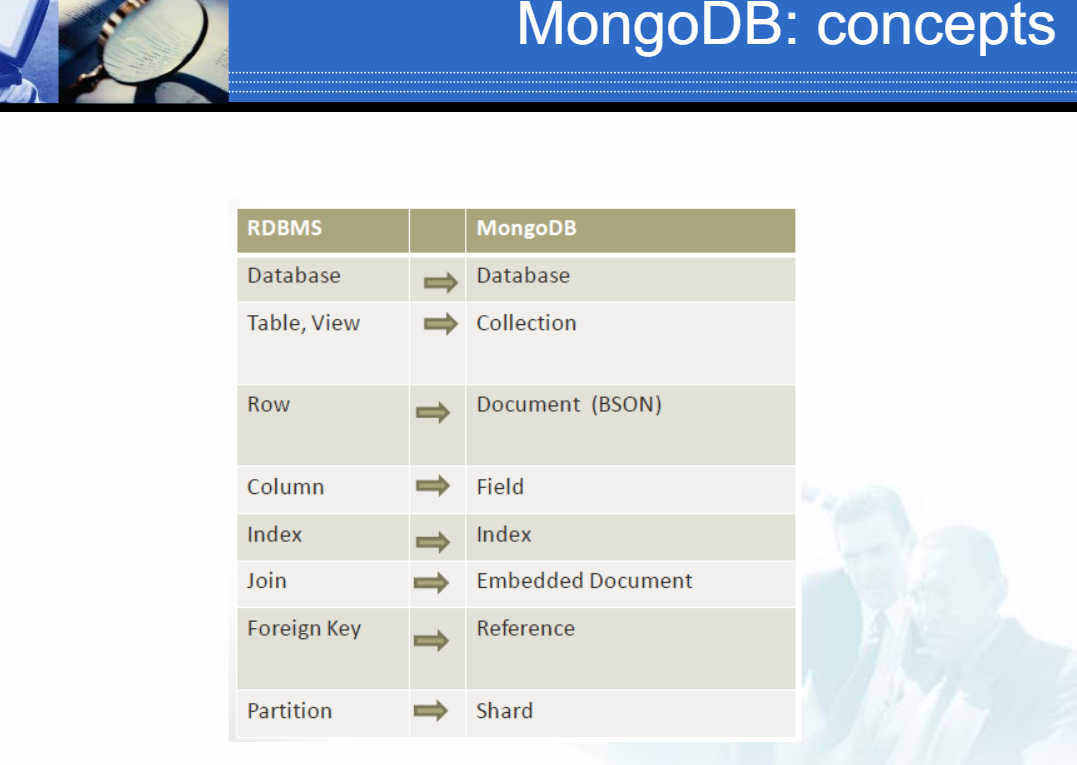 MongoDB: concepts
RDBMS MongoDB
Database Database
Table, View Collection
Row Document (BSON)
Column Field
Index Index
Join Embedded Document
Foreign Key Reference
Partition Shard